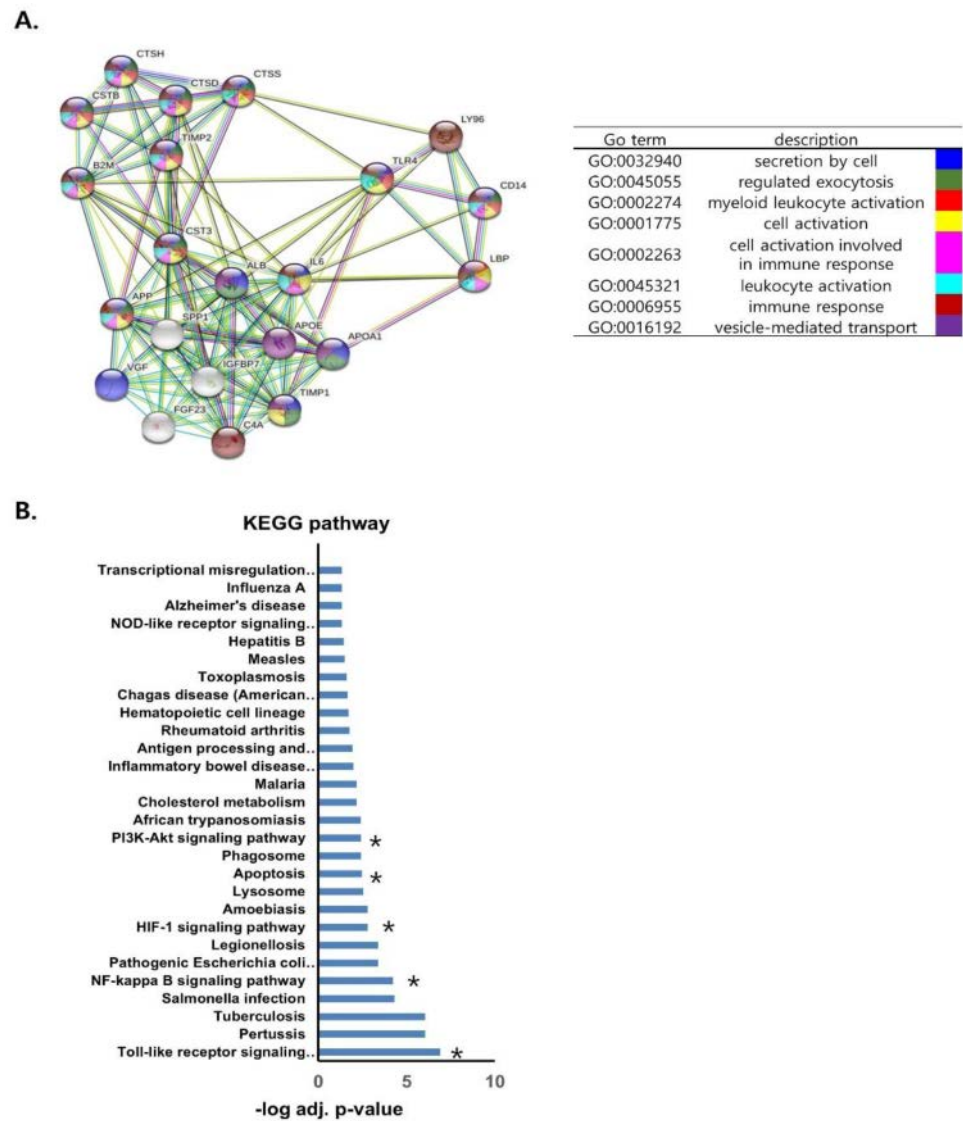 A.
CTSH
CTSD
CTSS
CSTB
TIMP2
LY96
B2M
TLR4
CD14
CST3
ALB
IL6
LBP
APP
SPP1
APOE
APOA1
VGF
IGFBP7
TIMP1
FGF23
C4A
Go term description
GO:0032940 secretion by cell
GO:0045055 regulated exocytosis
GO:0002274 myeloid leukocyte activation
GO:0001775 cell activation
GO:0002263 cell activation involved
in immune response
GO:0045321 leukocyte activation
GO:0006955 immune response
GO:0016192 vesicle-mediated transport
B.
KEGG pathway
Transcriptional misregulation..
Influenza A
Alzheimer's disease
NOD-like receptor signaling..
Hepatitis B
Measles
Toxoplasmosis
Chagas disease (American..
Hematopoietic cell lineage
Rheumatoid arthritis
Antigen processing and..
Inflammatory bowel disease..
Malaria
Cholesterol metabolism
African trypanosomiasis
PI3K-Akt signaling pathway *
Phagosome
Apoptosis *
Lysosome
Amoebiasis
HIF-1 signaling pathway *
Legionellosis
Pathogenic Escherichia coli..
NF-kappa B signaling pathway *
Salmonella infection
Tuberculosis
Pertussis
Toll-like receptor signaling.. *
0 5 10
-log adj. p-value